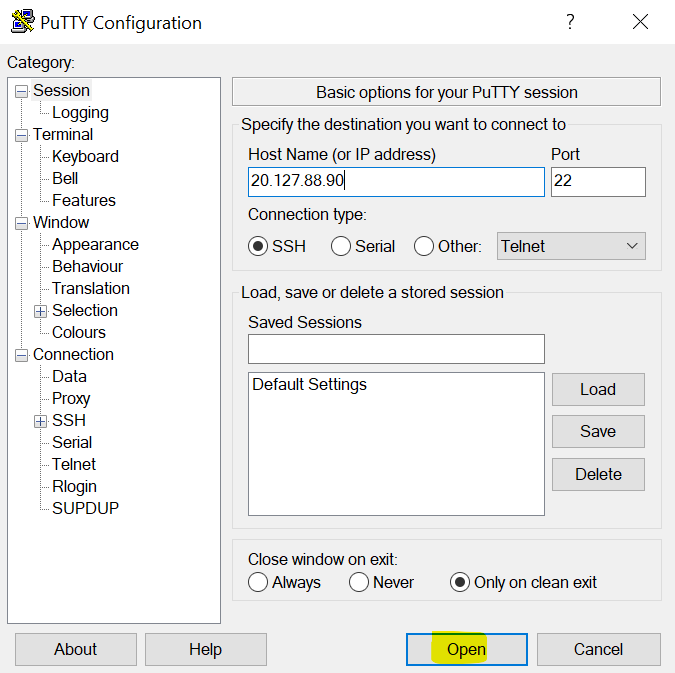 PuTTY Configuration
?
Category:
Session
Logging
Terminal
Keyboard
Bell
Features
Window
Appearance
Behaviour
Translation
Selection
Colours
Connection
Data
Proxy
SSH
Serial
Telnet
Rlogin
SUPDUP
Basic options for your PuTTY session
Specify the destination you want to connect to
Host Name (or IP address) Port
20.127.88.90 22
Connection type:
SSH Serial Other: Telnet
Load, save or delete a stored session
Saved Sessions
Default Settings
Load
Save
Delete
Close window on exit:
Always Never Only on clean exit
About Help Open Cancel